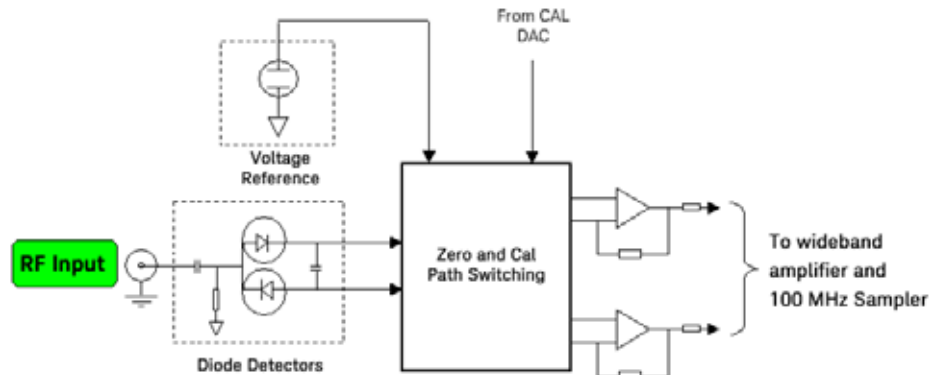 From CAL
DAC
Voltage
Reference
RF Input
Zero and Cal
Path Switching
To wideband
amplifier and
100 MHz Sampler
Diode Detectors